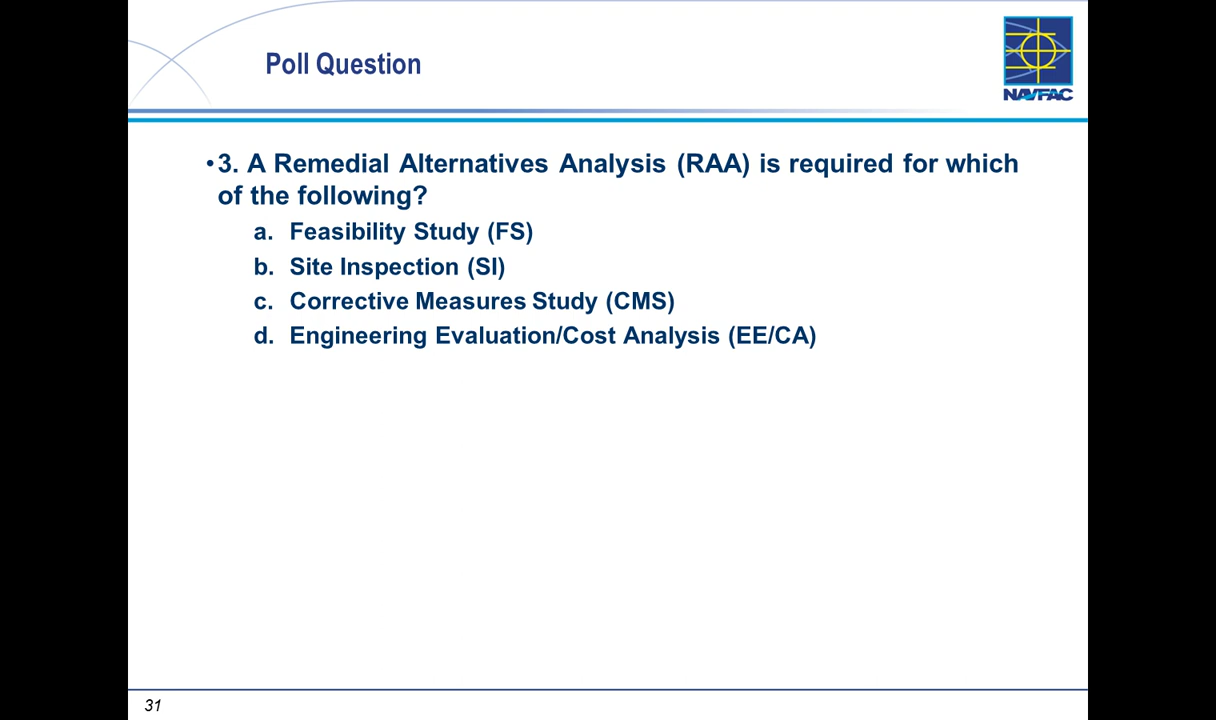 Poll Question
NAVFAC
•3. A Remedial Alternatives Analysis (RAA) is required for which
of the following?
a. Feasibility Study (FS)
b. Site Inspection (SI)
c. Corrective Measures Study (CMS)
d. Engineering Evaluation/Cost Analysis (EE/CA)
31